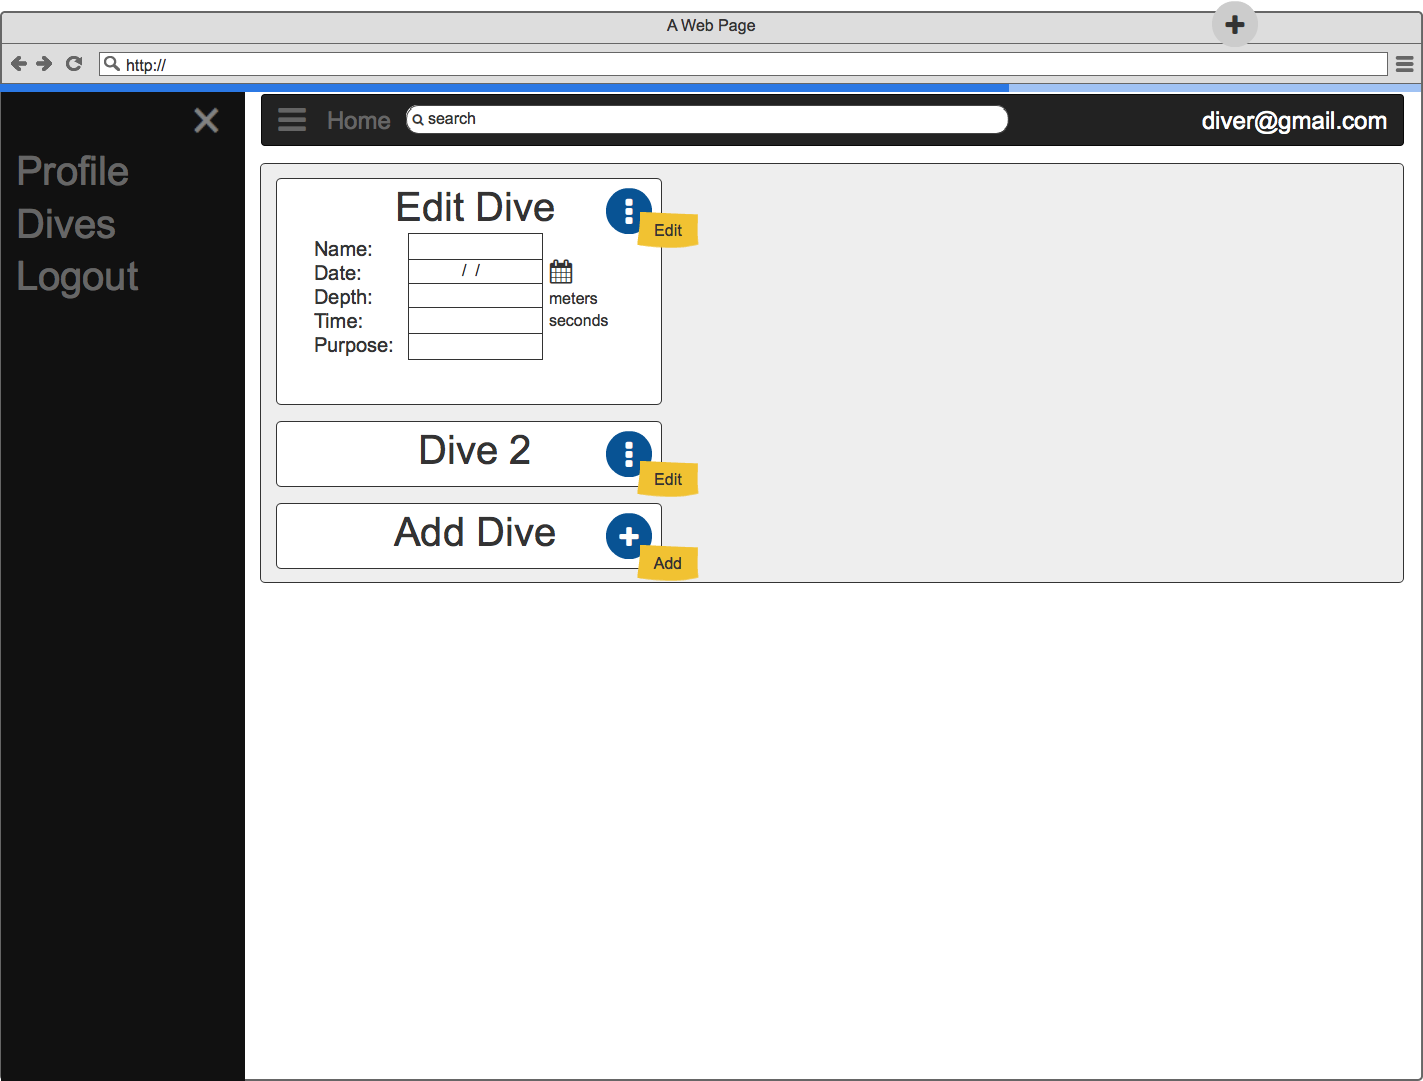 A Web Page
http://
Home
search
diver@gmail.com
Profile
Dives
Logout
Edit Dive
Edit
Name:
Date: / /
Depth: meters
Time: seconds
Purpose:
Dive 2
Edit
Add Dive
Add